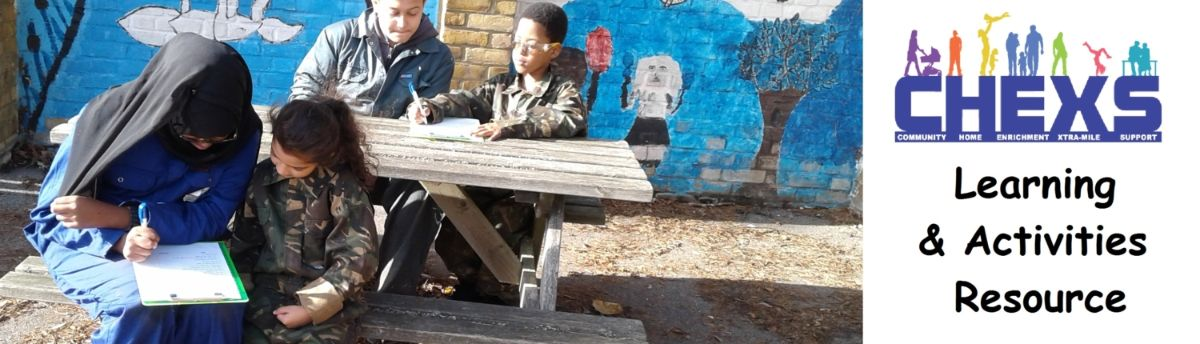 CHEXS
COMMUNITY HOME ENRICHMENT XTRA-MILE SUPPORT
Learning
& Activities
Resource